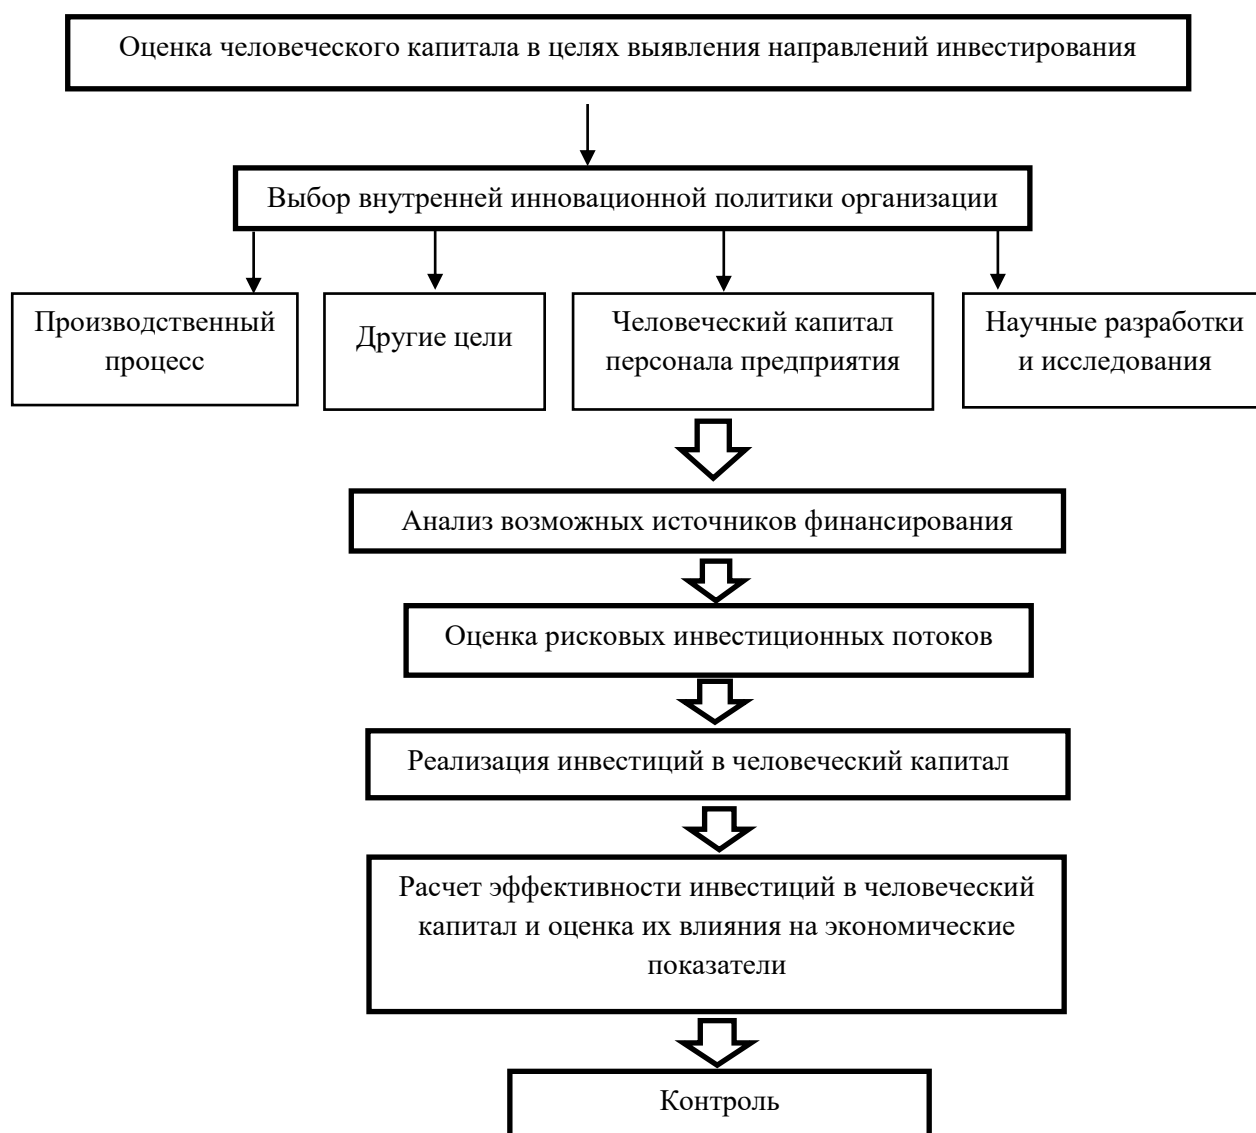 Оценка человеческого капитала в целях выявления направлений инвестирования
Выбор внутренней инновационной политики организации
Производственный
процесс
Другие цели
Человеческий капитал
персонала предприятия
Научные разработки
и исследования
Анализ возможных источников финансирования
Оценка рисковых инвестиционных потоков
Реализация инвестиций в человеческий капитал
Расчет эффективности инвестиций в человеческий
капитал и оценка их влияния на экономические
показатели
Контроль